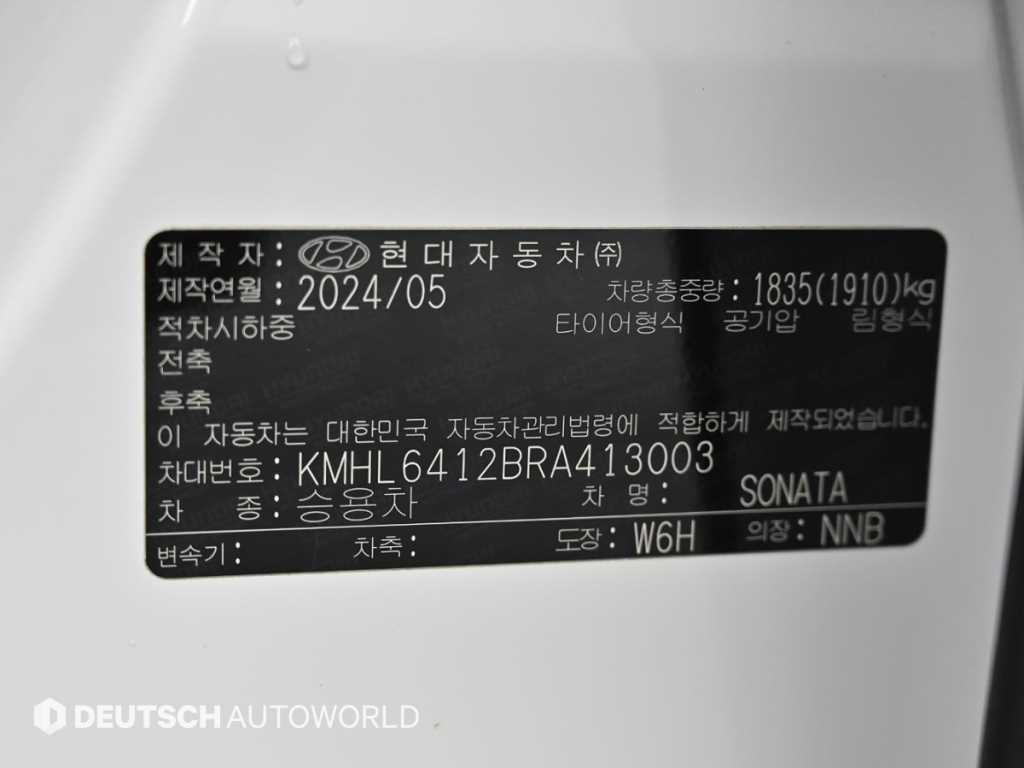 제 작 자 : 현대자동차(주)
제작연월 : 2024/05 차량총중량 : 1835(1910)kg
적차시하중 타이어형식 공기압 림형식
전축
후축
이 자동차는 대한민국 자동차관리법령에 적합하게 제작되었습니다.
차대번호 : KMHL6412BRA413003
차 종 : 승용차 차 명 : SONATA
변속기 : 차축 : 도장 : W6H 의장 : NNB
DEUTSCH AUTOWORLD